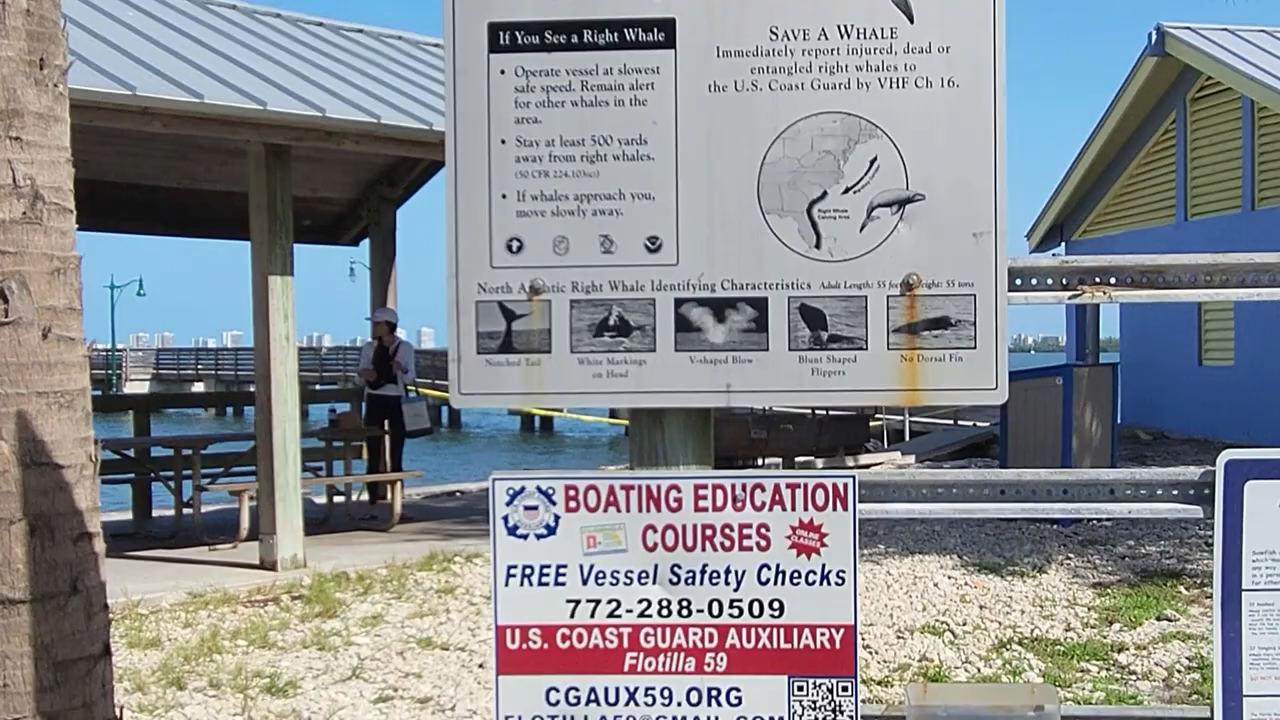 If You See a Right Whale
• Operate vessel at slowest
safe speed. Remain alert
for other whales in the
area.
• Stay at least 500 yards
away from right whales.
(50 CFR 224.103(c))
• If whales approach you,
move slowly away.
SAVE A WHALE
Immediately report injured, dead or
entangled right whales to
the U.S. Coast Guard by VHF Ch 16.
Right Whale
Calving Area
North Atlantic Right Whale Identifying Characteristics Adult Length: 55 feet Weight: 55 tons
Notched Tail
White Markings
on Head
V-shaped Blow
Blunt Shaped
Flippers
No Dorsal Fin
BOATING EDUCATION
COURSES
ONLINE
CLASSES
FREE Vessel Safety Checks
772-288-0509
U.S. COAST GUARD AUXILIARY
Flotilla 59
CGAUX59.ORG
FLOTILLA59@GMAIL.COM